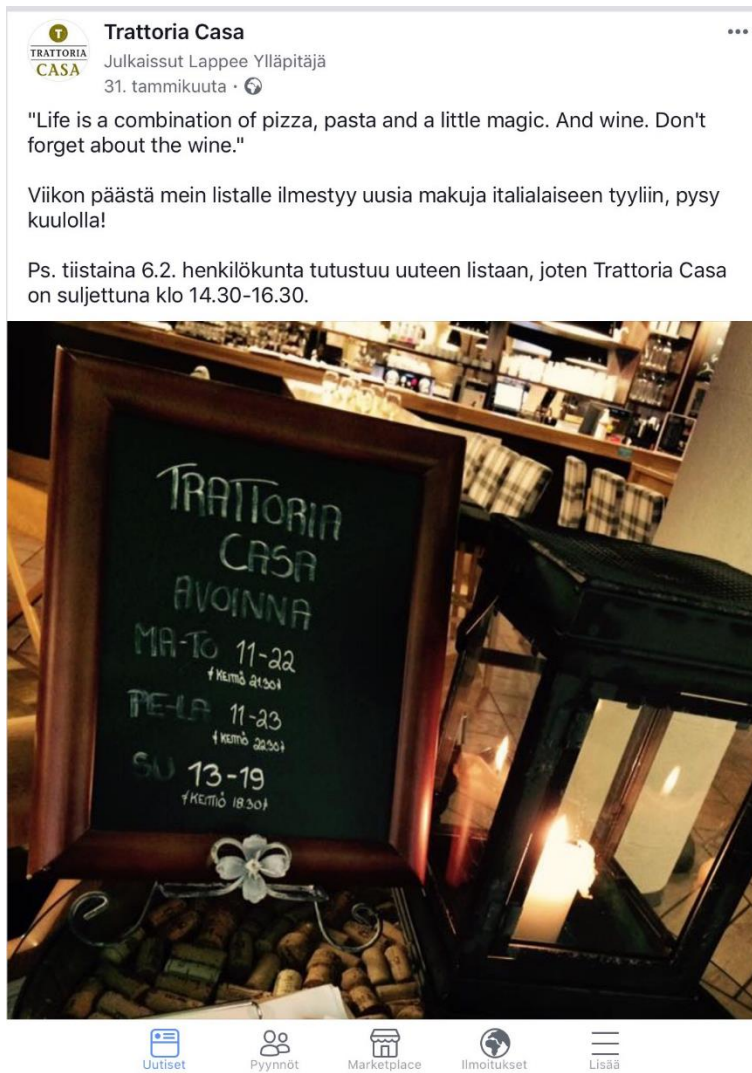 T
TRATTORIA
CASA
Trattoria Casa
Julkaissut Lappee Ylläpitäjä
31. tammikuuta ·
"Life is a combination of pizza, pasta and a little magic. And wine. Don't
forget about the wine."
Viikon päästä mein listalle ilmestyy uusia makuja italialaiseen tyyliin, pysy
kuulolla!
Ps. tiistaina 6.2. henkilökunta tutustuu uuteen listaan, joten Trattoria Casa
on suljettuna klo 14.30-16.30.
TRATTORIA
CASA
AVOINNA
MA-TO 11-22
KEITTIÖ 21.30
PE-LA 11-23
KEITTIÖ 22.30
SU 13-19
KEITTIÖ 18.30
Uutiset Pyynnöt Marketplace Ilmoitukset Lisää